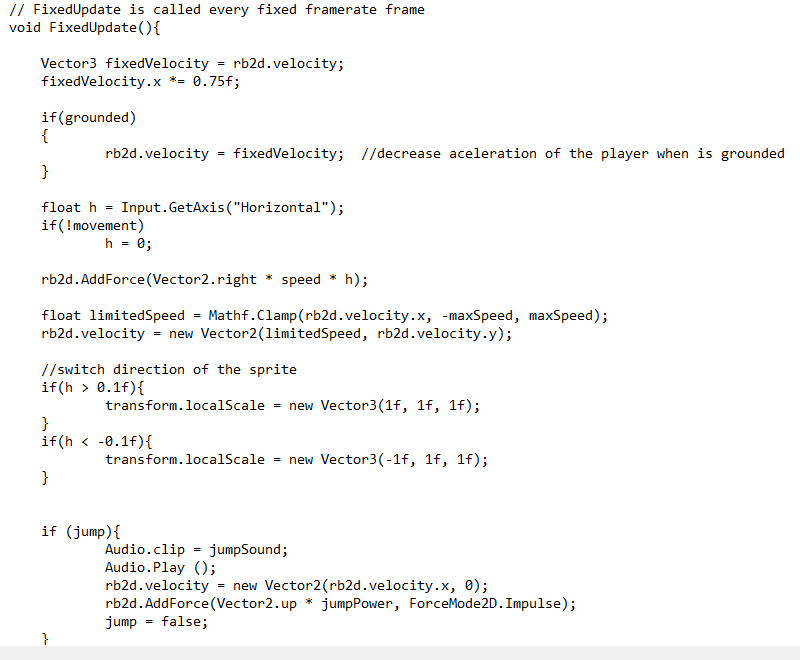 // FixedUpdate is called every fixed framerate frame
void FixedUpdate(){
Vector3 fixedVelocity = rb2d.velocity;
fixedVelocity.x *= 0.75f;
if(grounded)
{
rb2d.velocity = fixedVelocity; //decrease aceleration of the player when is grounded
}
float h = Input.GetAxis("Horizontal");
if(!movement)
h = 0;
rb2d.AddForce(Vector2.right * speed * h);
float limitedSpeed = Mathf.Clamp(rb2d.velocity.x, -maxSpeed, maxSpeed);
rb2d.velocity = new Vector2(limitedSpeed, rb2d.velocity.y);
//switch direction of the sprite
if(h > 0.1f){
transform.localScale = new Vector3(1f, 1f, 1f);
}
if(h < -0.1f){
transform.localScale = new Vector3(-1f, 1f, 1f);
}
if (jump){
Audio.clip = jumpSound;
Audio.Play ();
rb2d.velocity = new Vector2(rb2d.velocity.x, 0);
rb2d.AddForce(Vector2.up * jumpPower, ForceMode2D.Impulse);
jump = false;
}